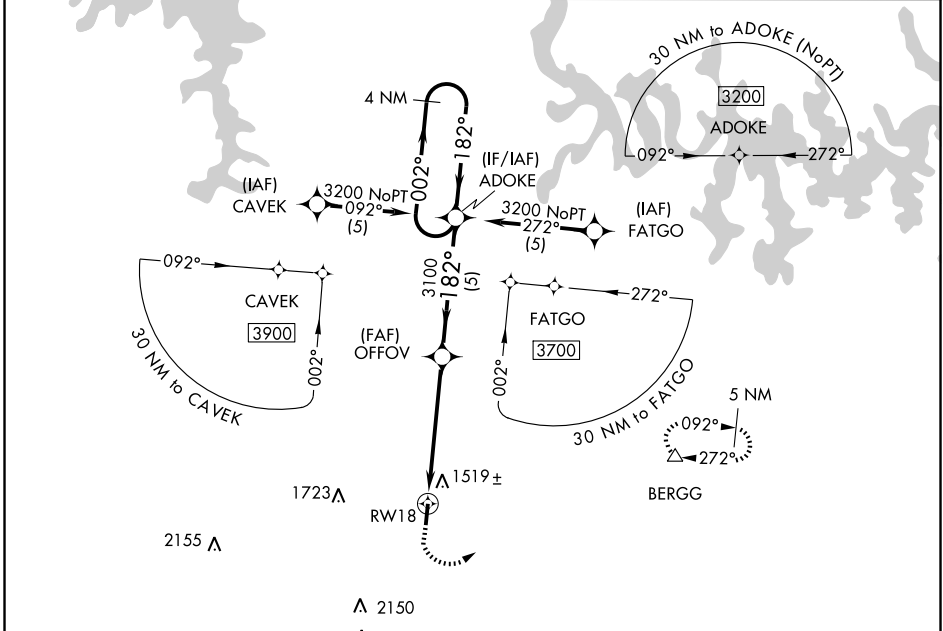 30 NM to ADOKE (NoPT)
3200
ADOKE
092°
272°
4 NM
002°
182°
(IF/IAF)
ADOKE
(IAF)
CAVEK
3200 NoPT
092°
(5)
3200 NoPT
272°
(5)
(IAF)
FATGO
3100
182°
(5)
092°
CAVEK
3900
002°
30 NM to CAVEK
272°
FATGO
3700
002°
30 NM to FATGO
(FAF)
OFFOV
5 NM
092°
272°
BERGG
1519±
1723
RW18
2155
2150